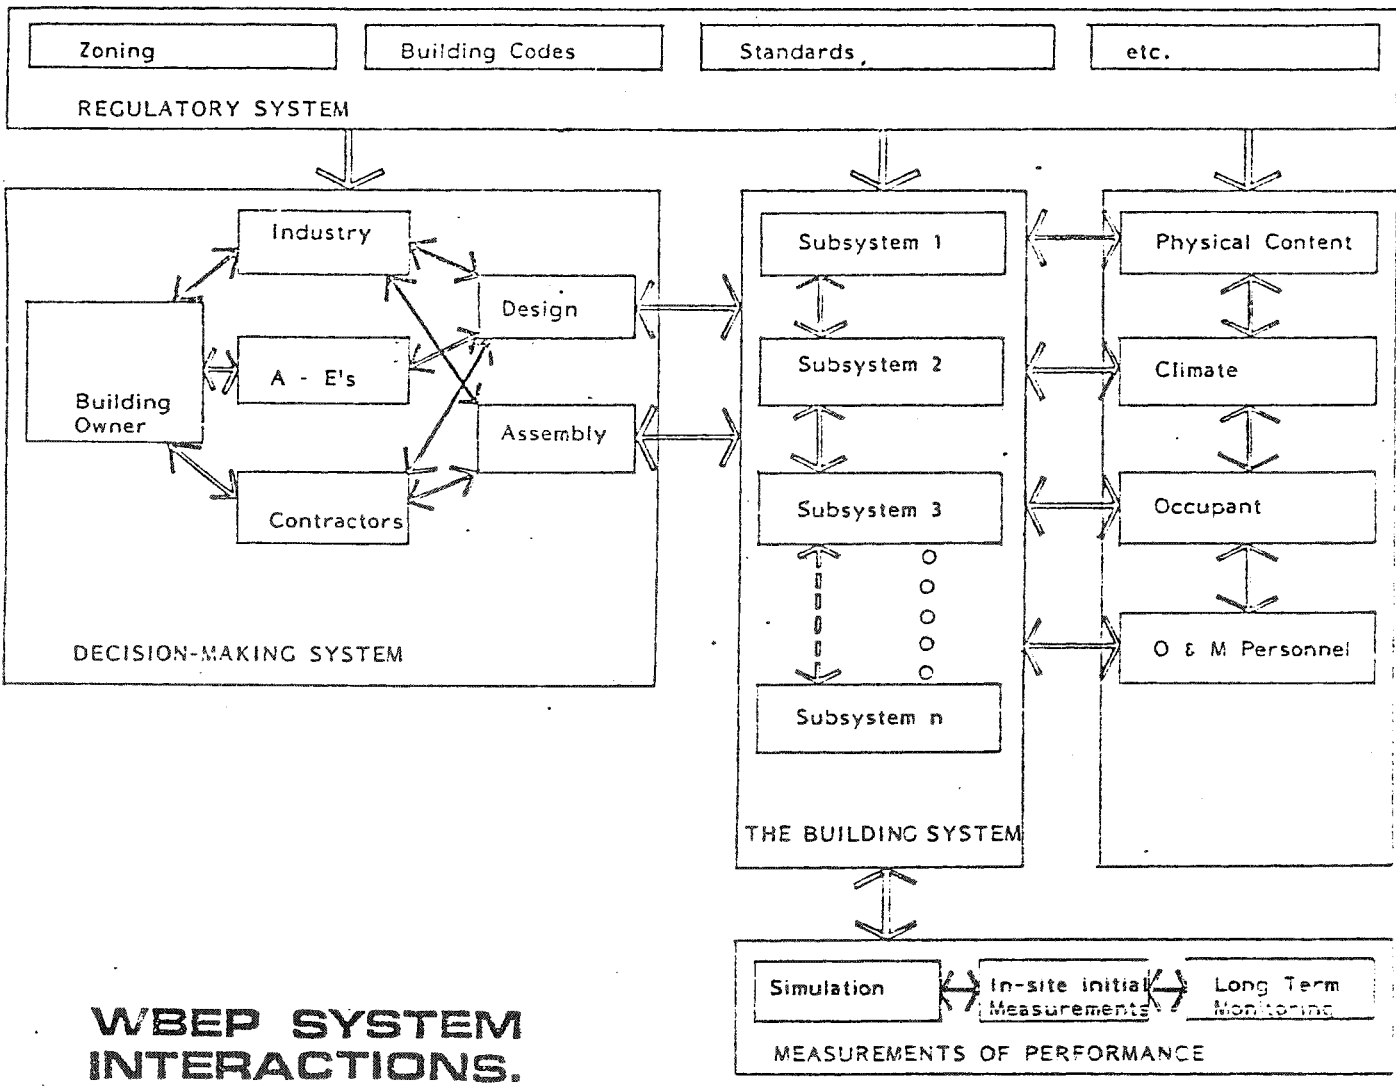 Zoning
Building Codes
Standards,
etc.
REGULATORY SYSTEM
Industry
Building
Owner
A - E's
Contractors
Design
Assembly
DECISION-MAKING SYSTEM
Subsystem 1
Subsystem 2
Subsystem 3
Subsystem n
THE BUILDING SYSTEM
Physical Content
Climate
Occupant
O & M Personnel
Simulation
In-site initial
Measurements
Long Term
Monitoring
MEASUREMENTS OF PERFORMANCE
WBEP SYSTEM
INTERACTIONS.